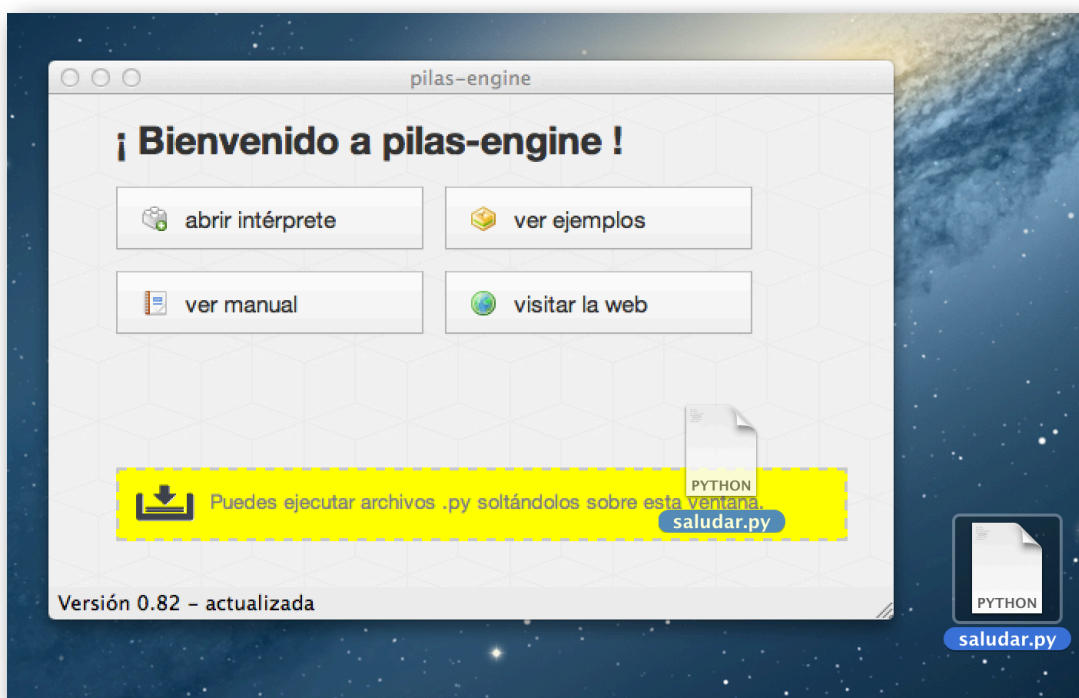 pilas-engine
¡ Bienvenido a pilas-engine !
abrir intérprete
ver ejemplos
ver manual
visitar la web
PYTHON
Puedes ejecutar archivos .py soltándolos sobre esta ventana.
saludar.py
Versión 0.82 – actualizada
PYTHON
saludar.py